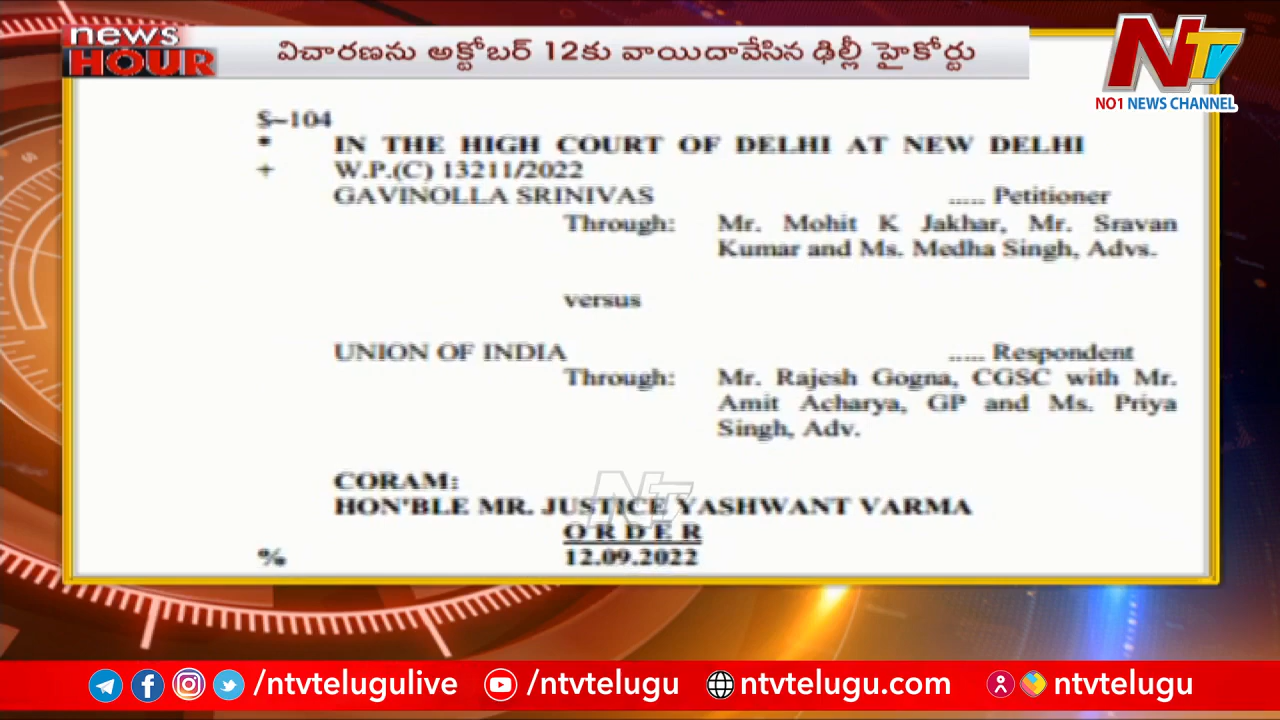 news
HOUR
విచారణను అక్టోబర్ 12కు వాయిదావేసిన ఢిల్లీ హైకోర్టు
NTV
NO1 NEWS CHANNEL
S-104
* IN THE HIGH COURT OF DELHI AT NEW DELHI
+ W.P.(C) 13211/2022
GAVINOLLA SRINIVAS ..... Petitioner
Through: Mr. Mohit K Jakhar, Mr. Sravan
Kumar and Ms. Medha Singh, Advs.
versus
UNION OF INDIA ..... Respondent
Through: Mr. Rajesh Gogna, CGSC with Mr.
Amit Acharya, GP and Ms. Priya
Singh, Adv.
CORAM:
HON'BLE MR. JUSTICE YASHWANT VARMA
NTV
O R D E R
% 12.09.2022
/ntvtelugulive /ntvtelugu ntvtelugu.com ntvtelugu